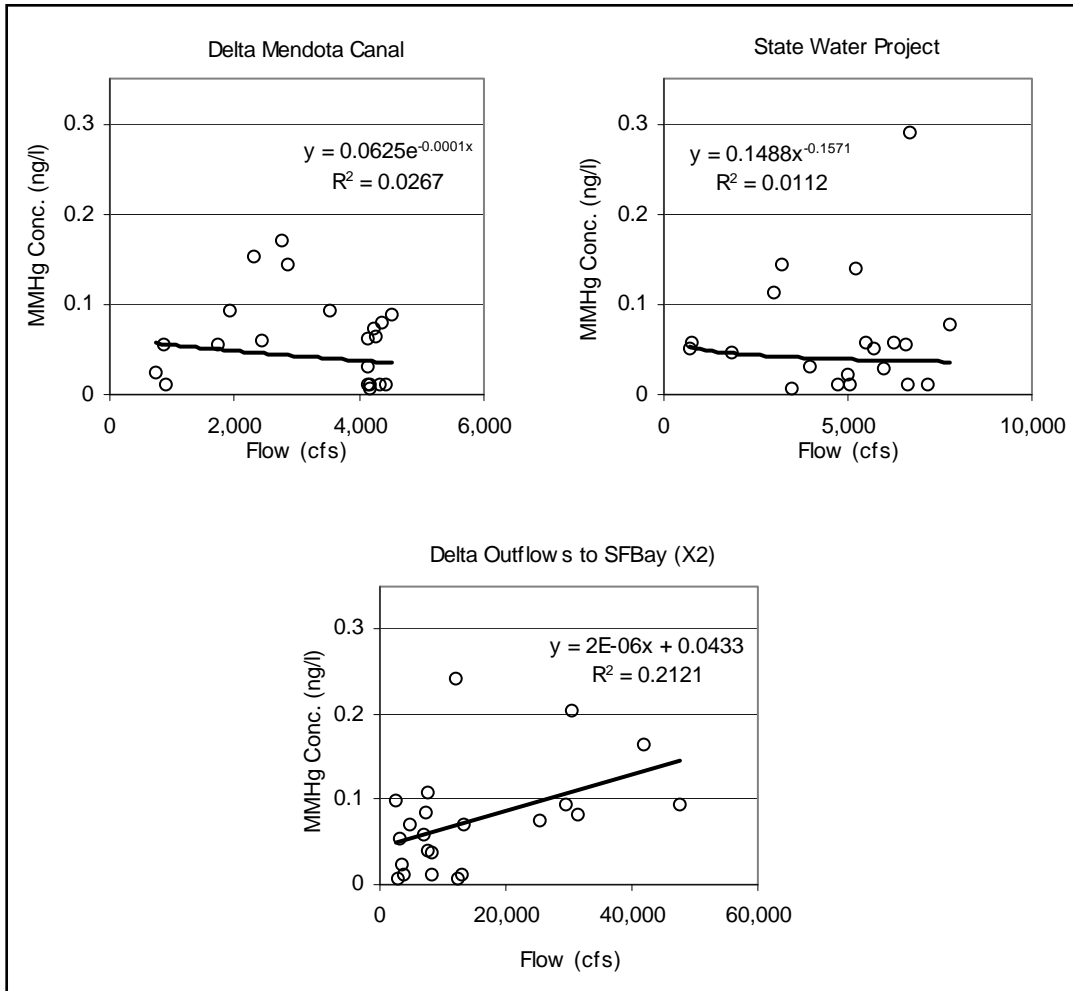 Delta Mendota Canal
MMHg Conc. (ng/l)
0.3
0.2
0.1
0
y = 0.0625e^-0.0001x
R² = 0.0267
0 2,000 4,000 6,000
Flow (cfs)
State Water Project
MMHg Conc. (ng/l)
0.3
0.2
0.1
0
y = 0.1488x^-0.1571
R² = 0.0112
0 5,000 10,000
Flow (cfs)
Delta Outflows to SFBay (X2)
MMHg Conc. (ng/l)
0.3
0.2
0.1
0
y = 2E-06x + 0.0433
R² = 0.2121
0 20,000 40,000 60,000
Flow (cfs)